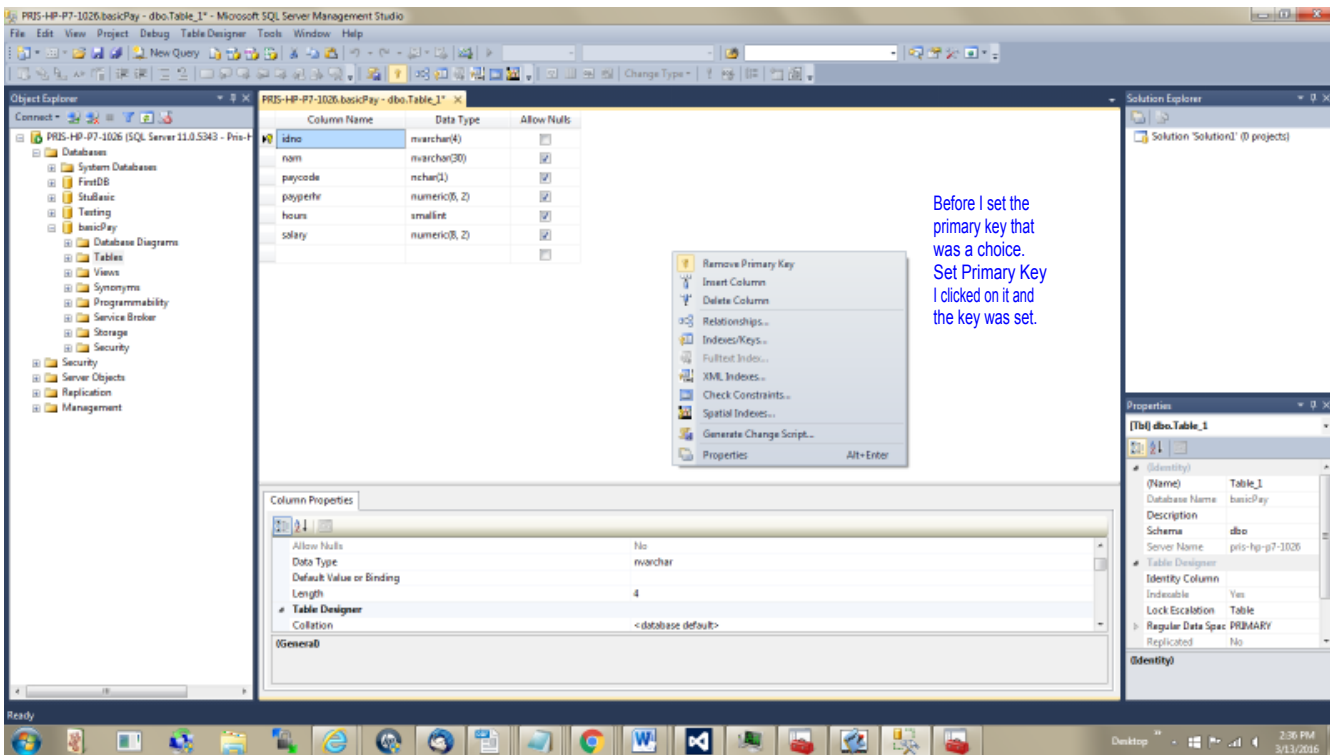 PRIS-HP-P7-1026.basicPay - dbo.Table_1* - Microsoft SQL Server Management Studio
File Edit View Project Debug Table Designer Tools Window Help
New Query
Change Type
Object Explorer
Connect
PRIS-HP-P7-1026 (SQL Server 11.0.5343 - Pris-H
Databases
System Databases
FirstDB
StuBasic
Testing
basicPay
Database Diagrams
Tables
Views
Synonyms
Programmability
Service Broker
Storage
Security
Security
Server Objects
Replication
Management
PRIS-HP-P7-1026.basicPay - dbo.Table_1*
Column Name Data Type Allow Nulls
idno nvarchar(4)
nam nvarchar(30)
paycode nchar(1)
payperhr numeric(6, 2)
hours smallint
salary numeric(8, 2)
Remove Primary Key
Insert Column
Delete Column
Relationships...
Indexes/Keys...
Fulltext Index...
XML Indexes...
Check Constraints...
Spatial Indexes...
Generate Change Script...
Properties Alt+Enter
Before I set the
primary key that
was a choice.
Set Primary Key
I clicked on it and
the key was set.
Column Properties
Allow Nulls No
Data Type nvarchar
Default Value or Binding
Length 4
Table Designer
Collation <database default>
(General)
Solution Explorer
Solution 'Solution1' (0 projects)
Properties
[Tbl] dbo.Table_1
(Identity)
(Name) Table_1
Database Name basicPay
Description
Schema dbo
Server Name pris-hp-p7-1026
Table Designer
Identity Column
Indexable Yes
Lock Escalation Table
Regular Data Spac PRIMARY
Replicated No
(Identity)
Ready
Desktop
2:36 PM
3/13/2016